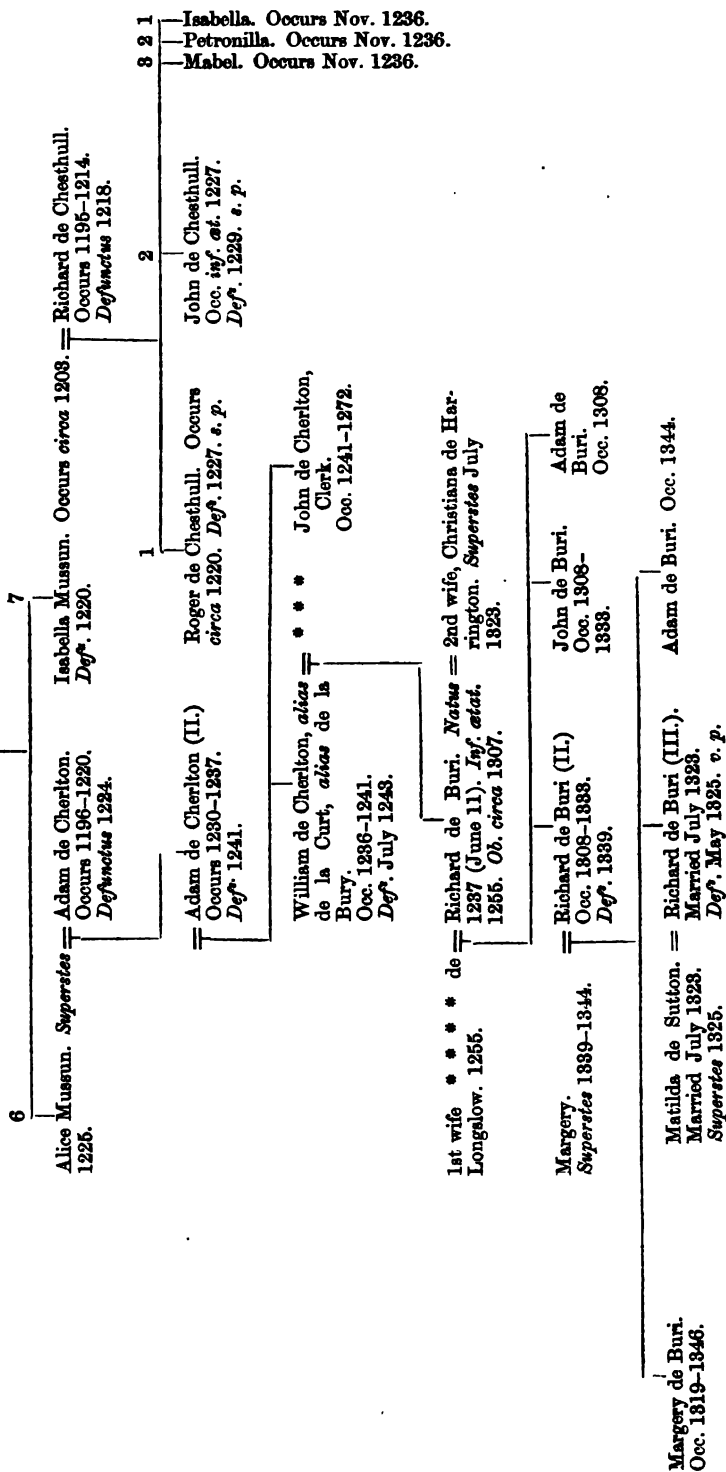 6
7
Alice Mussun. Superstes
1225.
= Adam de Cherlton.
Occurs 1196–1220.
Defunctus 1224.
Isabella Mussun. Occurs circa 1203.
Defᵃ. 1220.
= Richard de Chesthull.
Occurs 1195–1214.
Defunctus 1218.
= Adam de Cherlton (II.)
Occurs 1230–1237.
Defˢ. 1241.
1
Roger de Chesthull. Occurs
circa 1220. Defˢ. 1227. s. p.
2
John de Chesthull.
Occ. inf. æt. 1227.
Defˢ. 1229. s. p.
1 —Isabella. Occurs Nov. 1236.
2 —Petronilla. Occurs Nov. 1236.
3 —Mabel. Occurs Nov. 1236.
William de Cherlton, alias
de la Curt, alias de la
Bury.
Occ. 1236–1241.
Defˢ. July 1243.
= * * *
John de Cherlton,
Clerk.
Occ. 1241–1272.
1st wife * * * * de
Longslow. 1255.
= Richard de Buri. Natus
1237 (June 11). Inf. ætat.
1255. Ob. circa 1307.
= 2nd wife, Christiana de Har-
rington. Superstes July
1323.
Margery.
Superstes 1339–1344.
= Richard de Buri (II)
Occ. 1308–1333.
Defˢ. 1339.
John de Buri.
Occ. 1308–
1333.
Adam de
Buri.
Occ. 1308.
Margery de Buri.
Occ. 1319–1346.
Matilda de Sutton.
Married July 1323.
Superstes 1325.
= Richard de Buri (III.).
Married July 1323.
Defˢ. May 1325. v. p.
Adam de Buri. Occ. 1344.